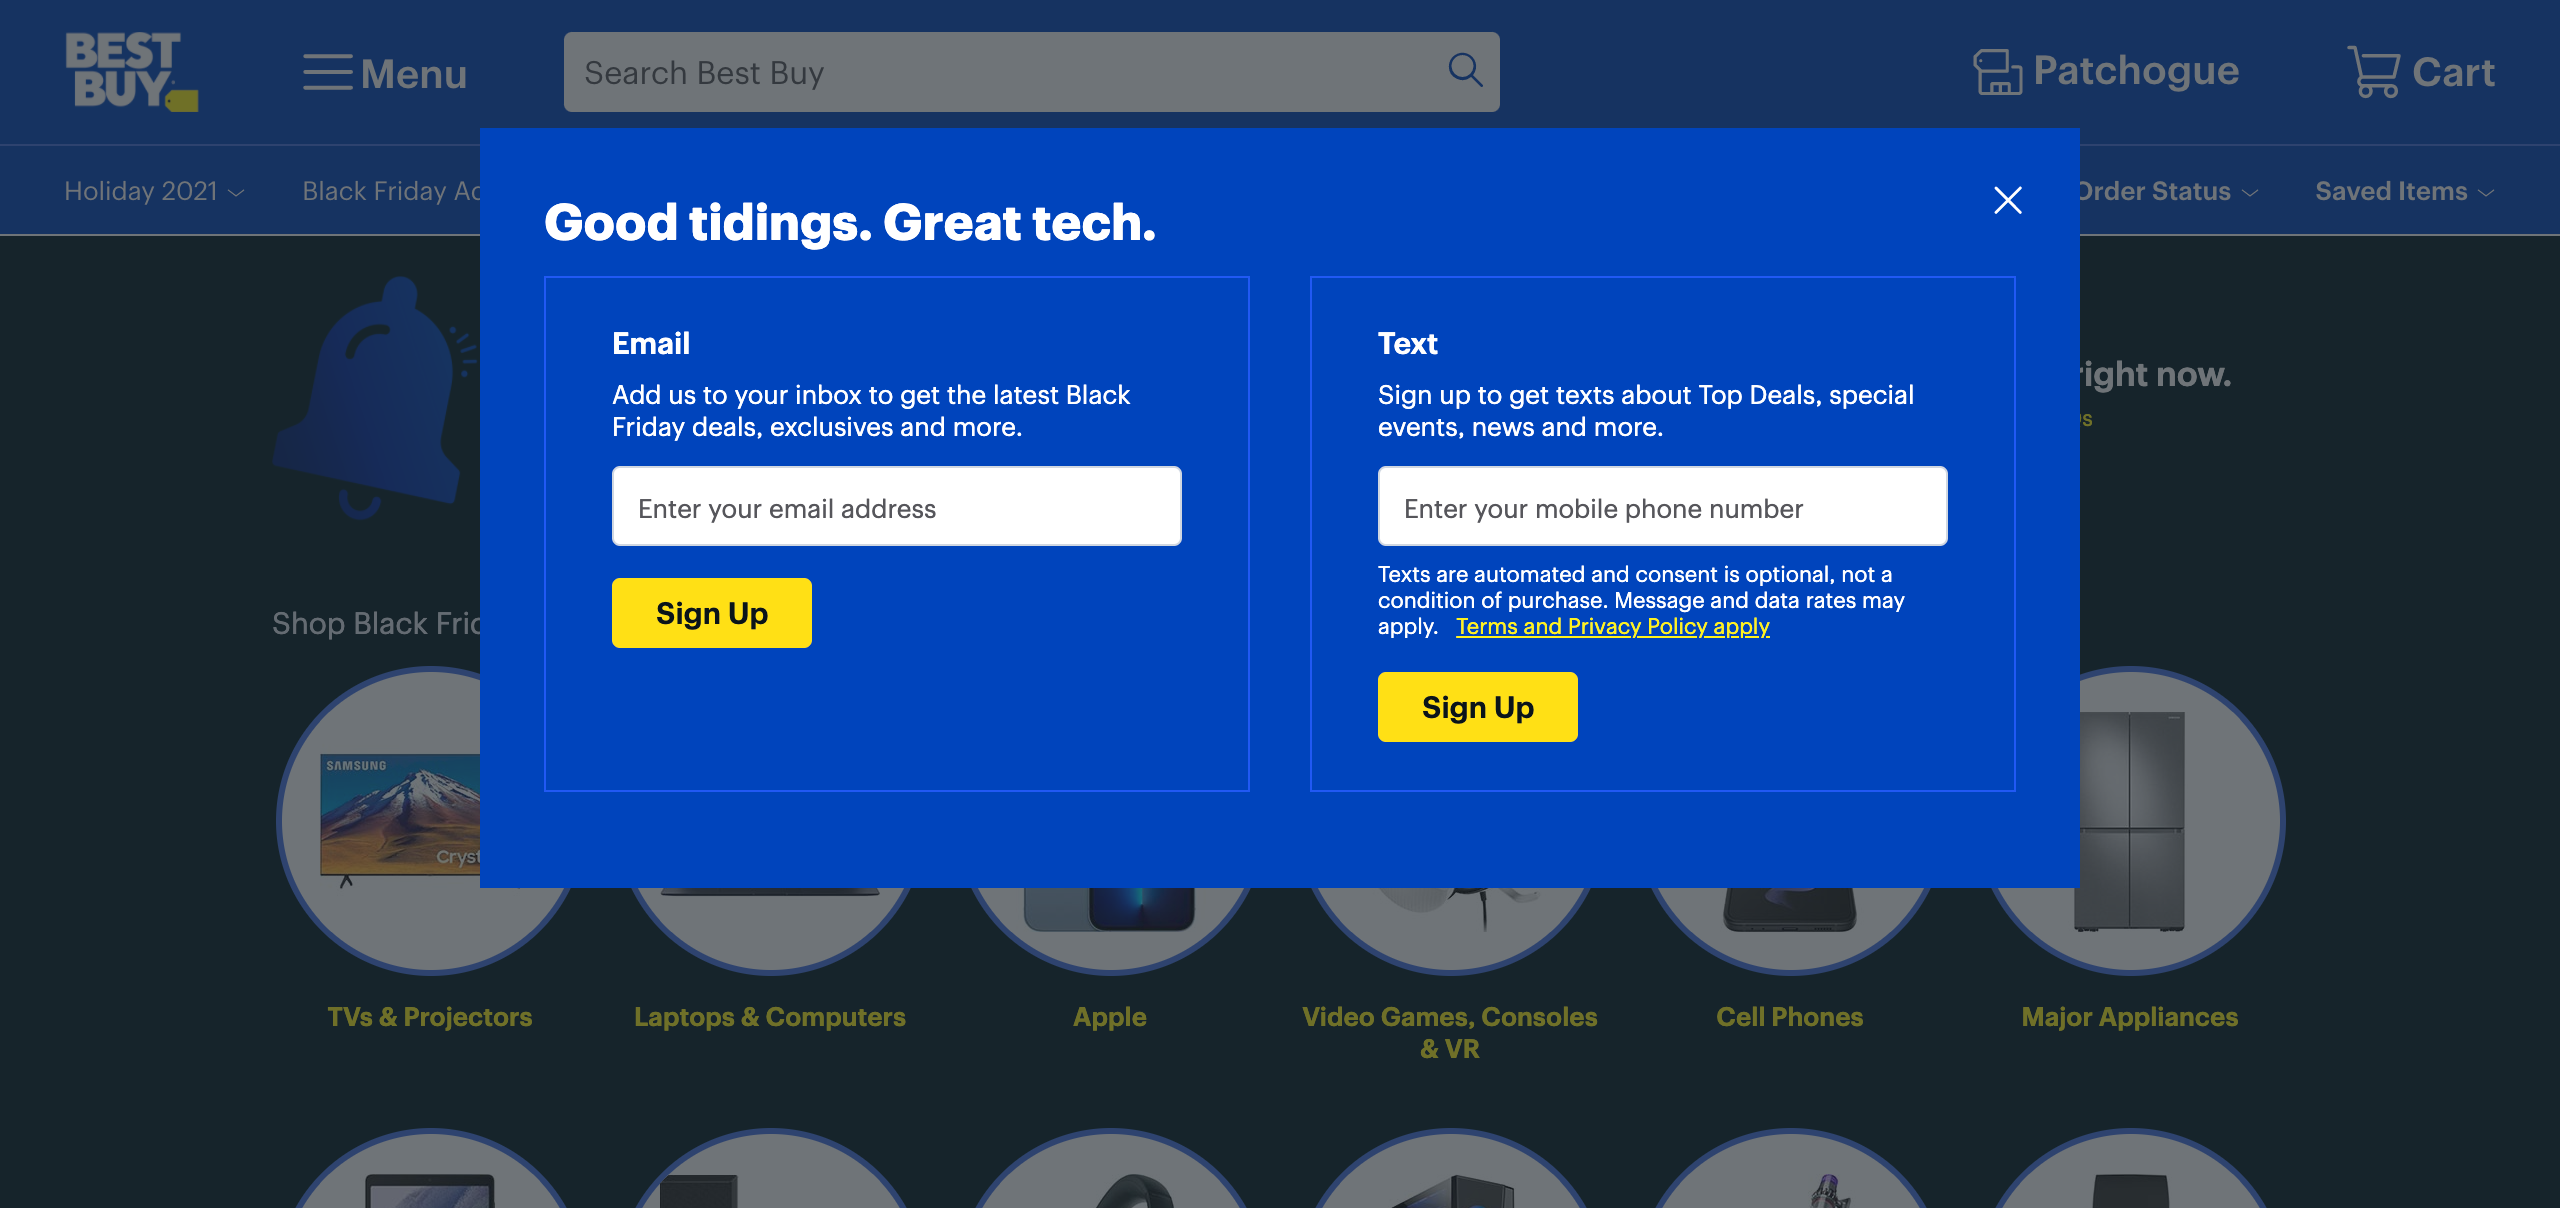 BEST
BUY
Menu
Search Best Buy
Patchogue
Cart
Holiday 2021
Black Friday
Order Status
Saved Items
Good tidings. Great tech.
Email
Add us to your inbox to get the latest Black
Friday deals, exclusives and more.
Enter your email address
Sign Up
Text
Sign up to get texts about Top Deals, special
events, news and more.
Enter your mobile phone number
Texts are automated and consent is optional, not a
condition of purchase. Message and data rates may
apply. Terms and Privacy Policy apply
Sign Up
right now.
Shop Black
SAMSUNG
TVs & Projectors
Laptops & Computers
Apple
Video Games, Consoles
& VR
Cell Phones
Major Appliances